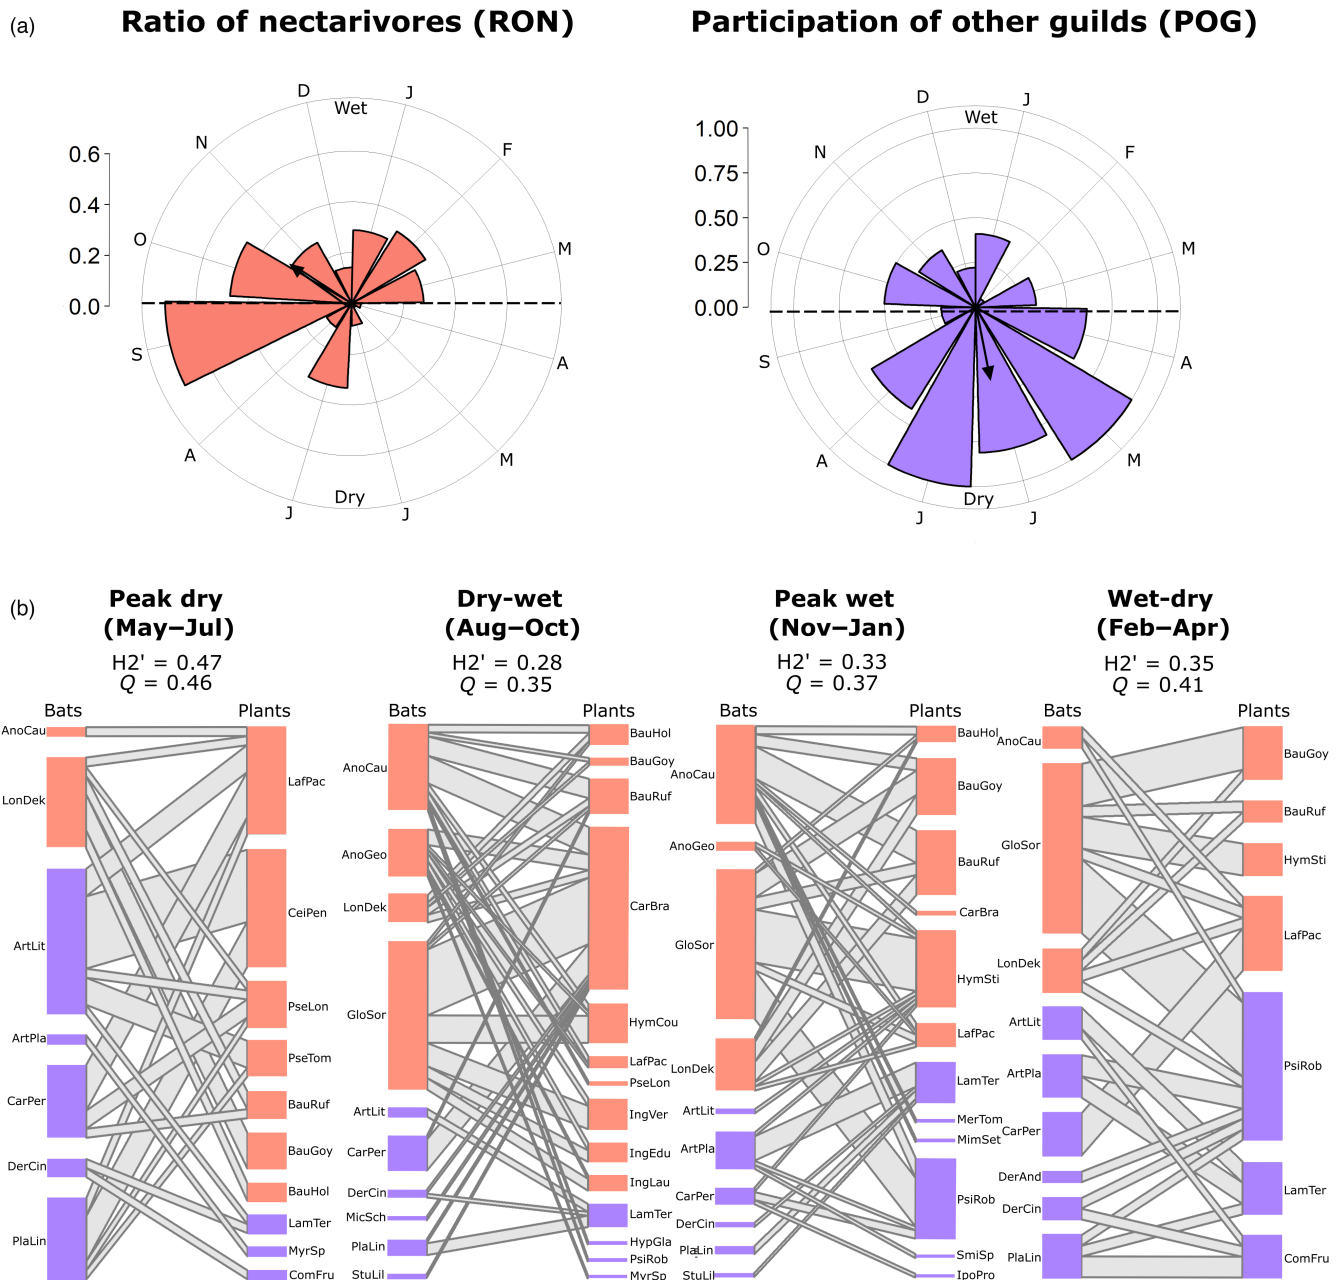 (a)
Ratio of nectarivores (RON)
Participation of other guilds (POG)
0.6
0.4
0.2
0.0
D
J
Wet
N
F
O
M
S
A
A
M
Dry
J
J
1.00
0.75
0.50
0.25
0.00
D
J
Wet
N
F
O
M
S
A
A
M
Dry
J
J
(b)
Peak dry
(May–Jul)
H2' = 0.47
Q = 0.46
Bats
Plants
AnoCau
LonDek
ArtLit
ArtPla
CarPer
DerCin
PlaLin
LafPac
CeiPen
PseLon
PseTom
BauRuf
BauGoy
BauHol
LamTer
MyrSp
ComFru
Dry-wet
(Aug–Oct)
H2' = 0.28
Q = 0.35
Bats
Plants
AnoCau
AnoGeo
LonDek
GloSor
ArtLit
CarPer
DerCin
MicSch
PlaLin
StuLil
BauHol
BauGoy
BauRuf
CarBra
HymCou
LafPac
PseLon
IngVer
IngEdu
IngLau
LamTer
HypGla
PsiRob
MyrSp
Peak wet
(Nov–Jan)
H2' = 0.33
Q = 0.37
Bats
Plants
AnoCau
AnoGeo
GloSor
LonDek
ArtLit
ArtPla
CarPer
DerCin
PlaLin
StuLil
BauHol
BauGoy
BauRuf
CarBra
HymSti
LafPac
LamTer
MerTom
MimSet
PsiRob
SmiSp
IpoPro
Wet-dry
(Feb–Apr)
H2' = 0.35
Q = 0.41
Bats
Plants
AnoCau
GloSor
LonDek
ArtLit
ArtPla
CarPer
DerAnd
DerCin
PlaLin
BauGoy
BauRuf
HymSti
LafPac
PsiRob
LamTer
ComFru